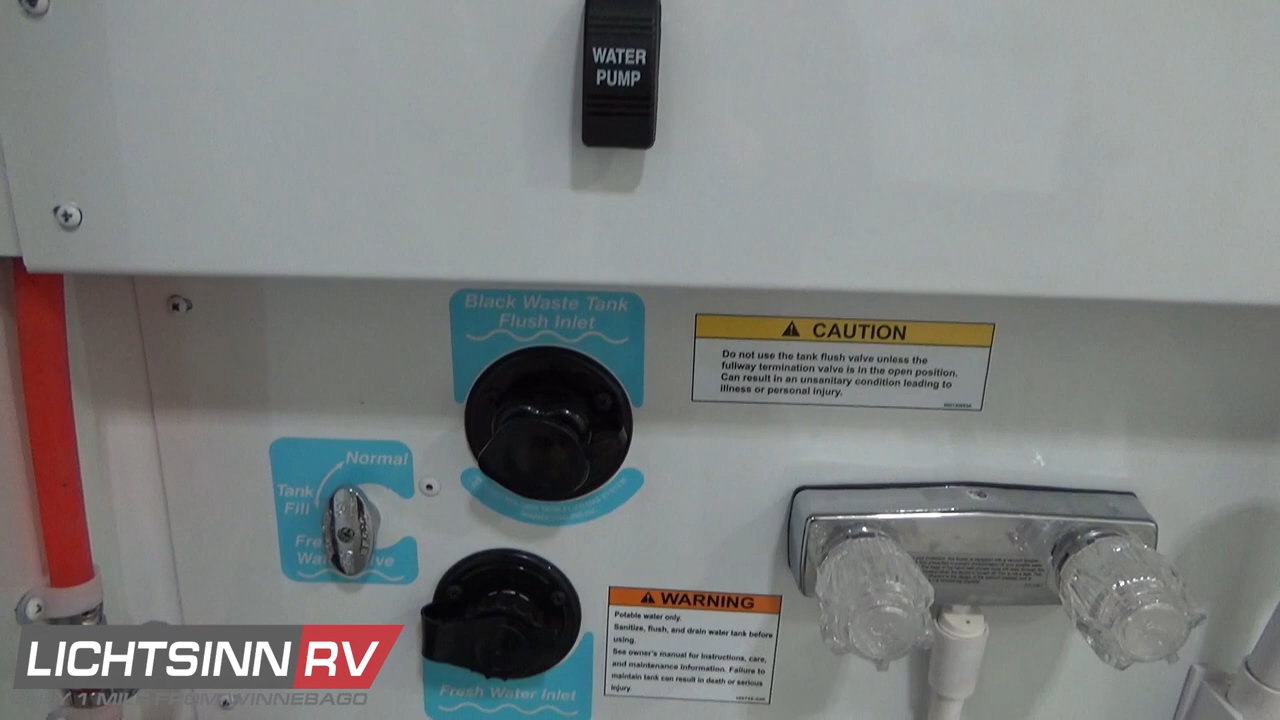 WATER
PUMP
Black Waste Tank
Flush Inlet
CAUTION
Do not use the tank flush valve unless the
fullway termination valve is in the open position.
Can result in an unsanitary condition leading to
illness or personal injury.
Normal
Tank
Fill
WARNING
Potable water only.
Sanitize, flush, and drain water tank before
using.
See owner's manual for instructions, care,
and maintenance information. Failure to
maintain tank can result in death or serious
injury.
Fresh Water Inlet
LICHTSINN RV
1 MILE FROM WINNEBAGO